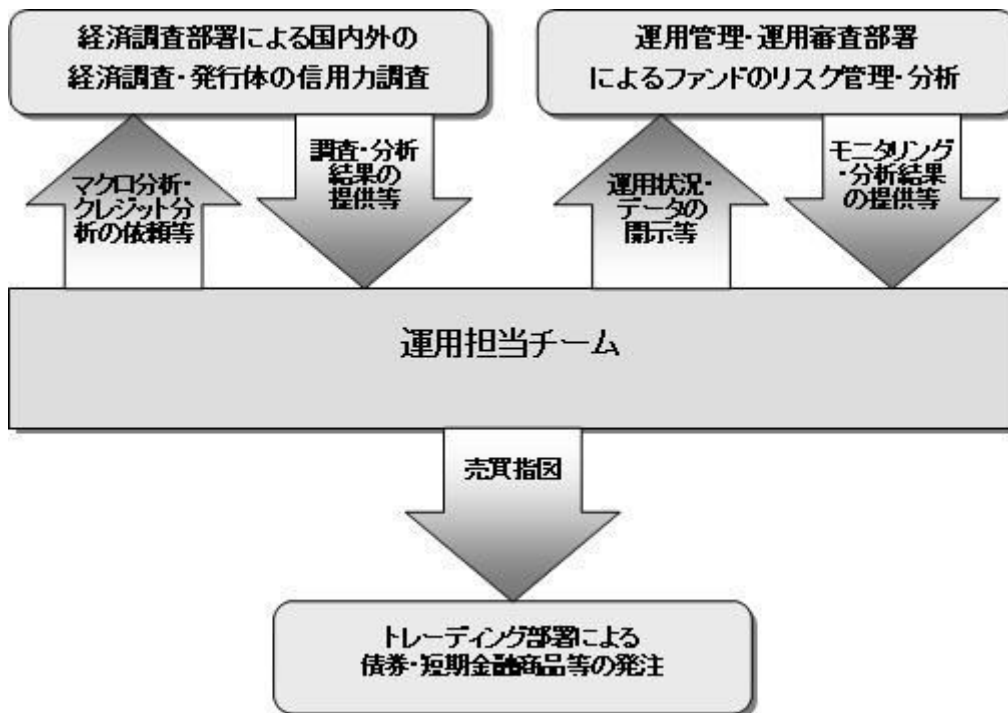 経済調査部署による国内外の
経済調査・発行体の信用力調査
運用管理・運用審査部署
によるファンドのリスク管理・分析
マクロ分析・
クレジット分
析の依頼等
調査・分析
結果の
提供等
運用状況・
データの
開示等
モニタリング
・分析結果
の提供等
運用担当チーム
売買指図
トレーディング部署による
債券・短期金融商品等の発注